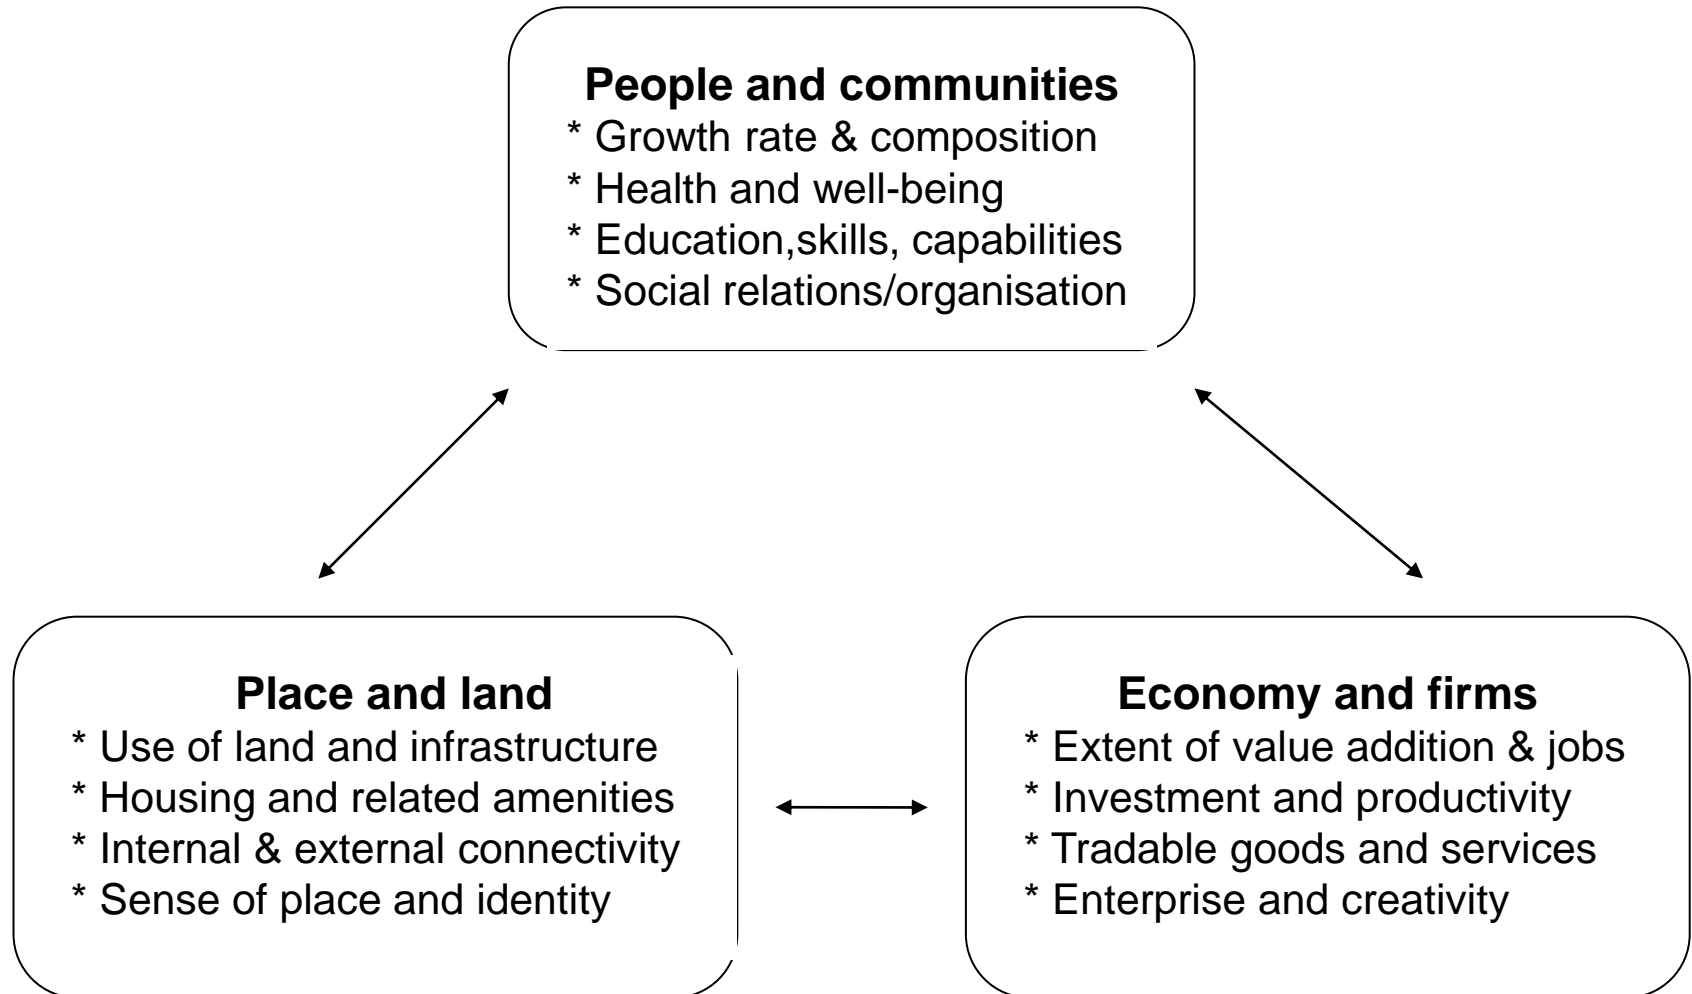 People and communities
* Growth rate & composition
* Health and well-being
* Education,skills, capabilities
* Social relations/organisation
Place and land
* Use of land and infrastructure
* Housing and related amenities
* Internal & external connectivity
* Sense of place and identity
Economy and firms
* Extent of value addition & jobs
* Investment and productivity
* Tradable goods and services
* Enterprise and creativity